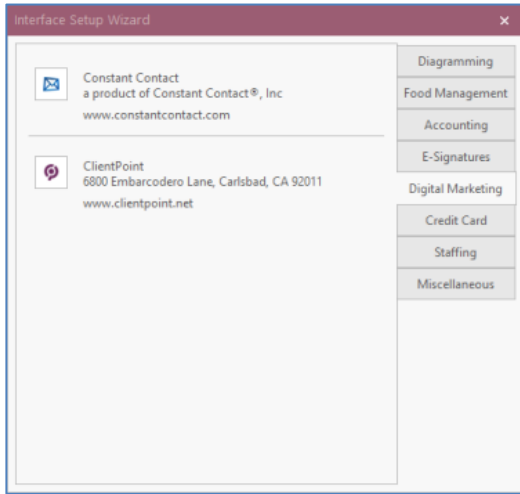 Interface Setup Wizard
Constant Contact
a product of Constant Contact®, Inc
www.constantcontact.com
ClientPoint
6800 Embarcodero Lane, Carlsbad, CA 92011
www.clientpoint.net
Diagramming
Food Management
Accounting
E-Signatures
Digital Marketing
Credit Card
Staffing
Miscellaneous